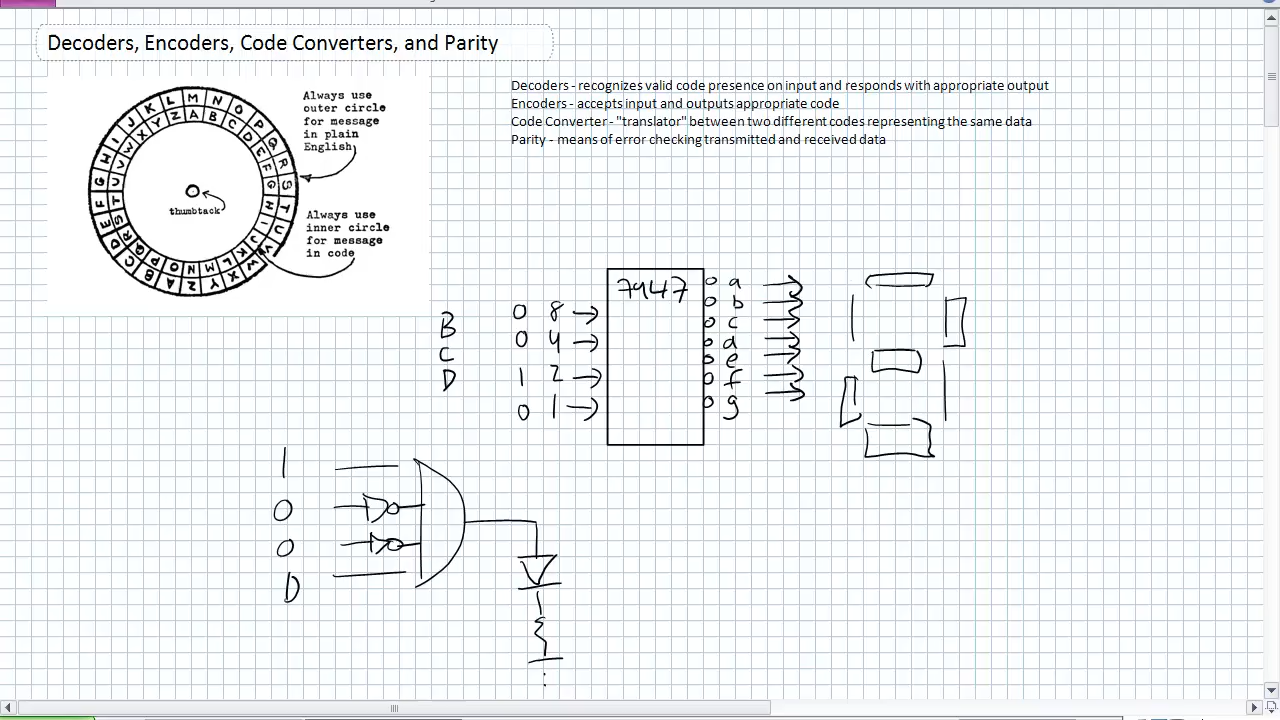 Decoders, Encoders, Code Converters, and Parity
Always use
outer circle
for message
in plain
English
Always use
inner circle
for message
in code
thumbtack
M N O P Q R S T U V W X Y Z A B C D E F G H I J K L
A B C D E F G H I J K L M N O P Q R S T U V W X Y Z
Decoders - recognizes valid code presence on input and responds with appropriate output
Encoders - accepts input and outputs appropriate code
Code Converter - "translator" between two different codes representing the same data
Parity - means of error checking transmitted and received data
7947
B
C
D
0 8
0 4
1 2
0 1
a
b
c
d
e
f
g
1
0
0
D